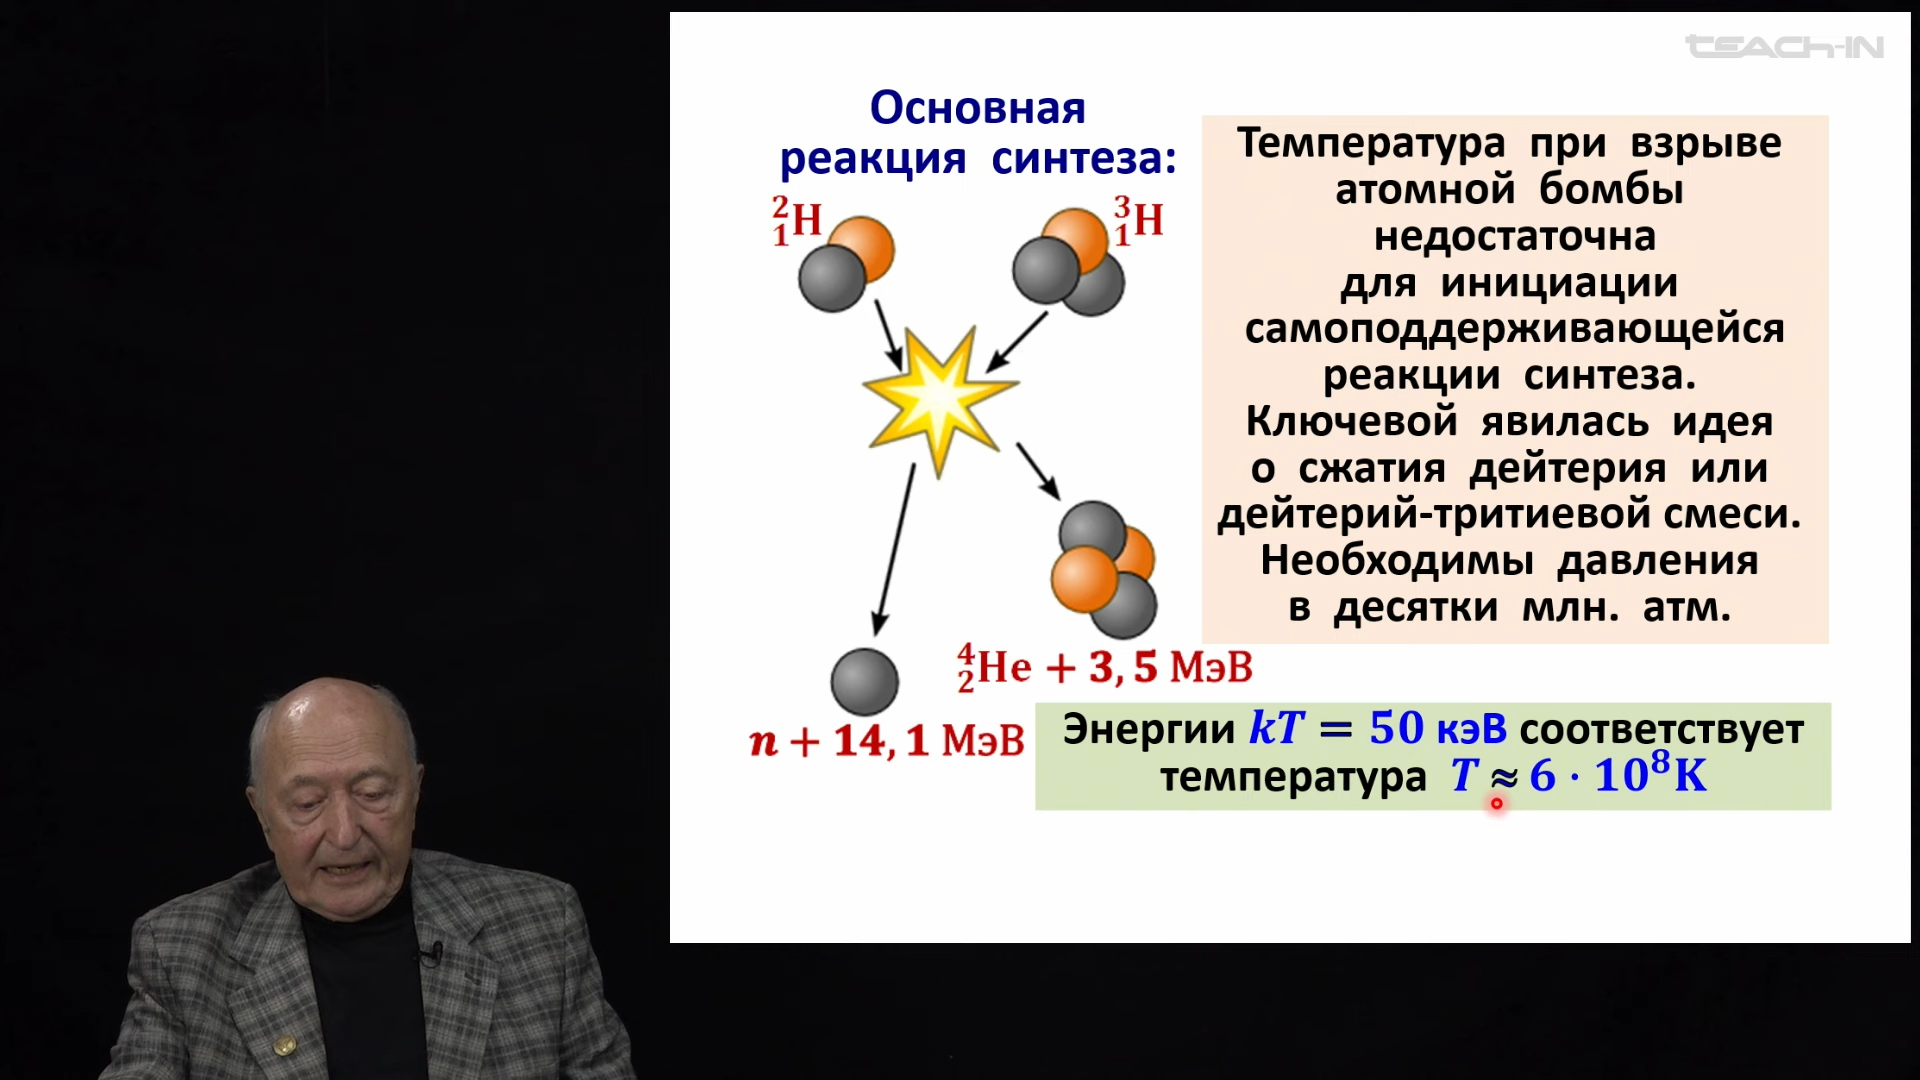 TEACH-IN
Основная
реакция синтеза:
²₁H
³₁H
⁴₂He + 3,5 МэВ
n + 14,1 МэВ
Температура при взрыве
атомной бомбы
недостаточна
для инициации
самоподдерживающейся
реакции синтеза.
Ключевой явилась идея
о сжатия дейтерия или
дейтерий-тритиевой смеси.
Необходимы давления
в десятки млн. атм.
Энергии kT = 50 кэВ соответствует
температура T ≈ 6 · 10⁸K